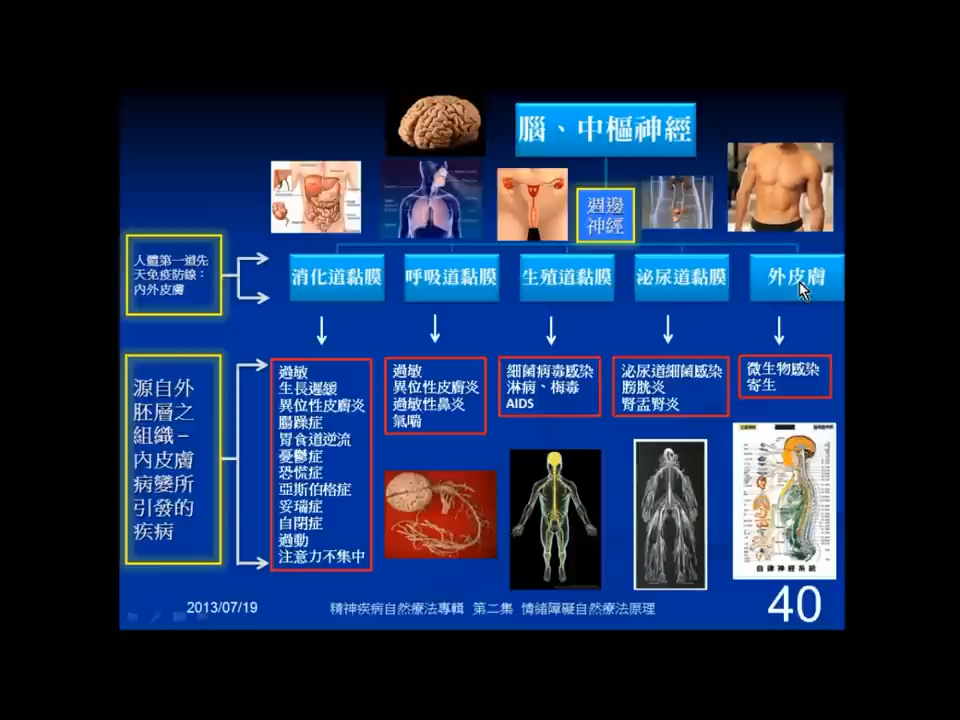 腦、中樞神經
週邊
神經
人體第一道先
天免疫防線：
內外皮膚
消化道黏膜
呼吸道黏膜
生殖道黏膜
泌尿道黏膜
外皮膚
源自外
胚層之
組織－
內皮膚
病變所
引發的
疾病
過敏
生長遲緩
異位性皮膚炎
腸躁症
胃食道逆流
憂鬱症
恐慌症
亞斯伯格症
妥瑞症
自閉症
過動
注意力不集中
過敏
異位性皮膚炎
過敏性鼻炎
氣喘
細菌病毒感染
淋病、梅毒
AIDS
泌尿道細菌感染
膀胱炎
腎盂腎炎
微生物感染
寄生
自律神經系統
2013/07/19
精神疾病自然療法專輯 第二集 情緒障礙自然療法原理
40